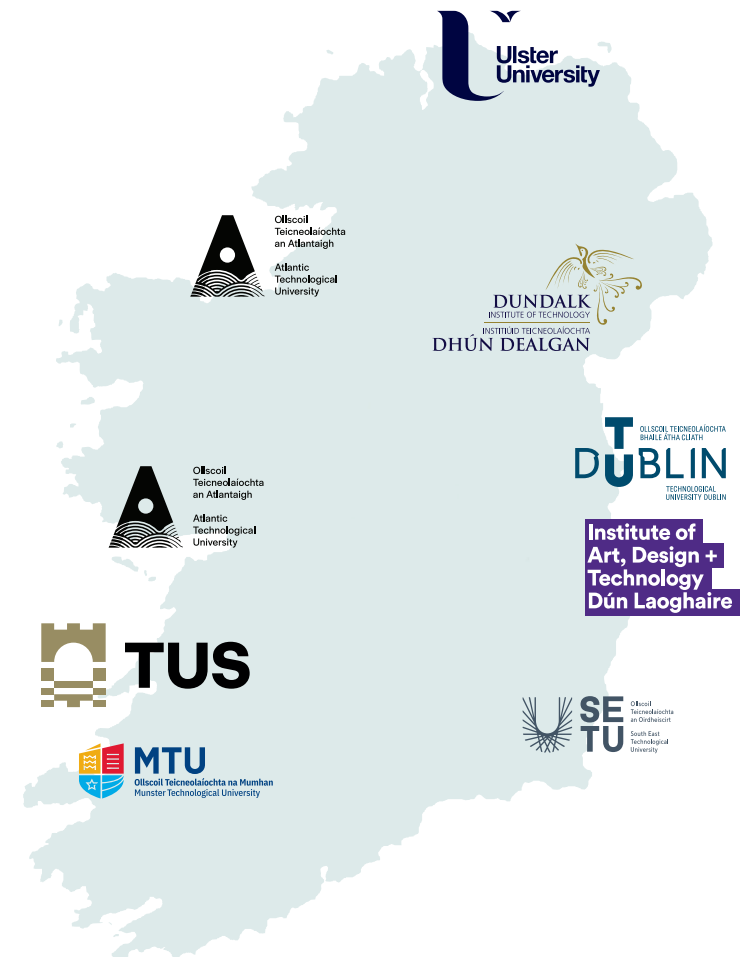 Ulster
University
Ollscoil
Teicneolaíochta
an Atlantaigh
Atlantic
Technological
University
DUNDALK
INSTITUTE OF TECHNOLOGY
INSTITIÚID TEICNEOLAÍOCHTA
DHÚN DEALGAN
OLLSCOIL TEICNEOLAÍOCHTA
BHAILE ÁTHA CLIATH
TU DUBLIN
TECHNOLOGICAL
UNIVERSITY DUBLIN
Ollscoil
Teicneolaíochta
an Atlantaigh
Atlantic
Technological
University
Institute of
Art, Design +
Technology
Dún Laoghaire
TUS
SE
TU
Ollscoil
Teicneolaíochta
an Oirdheiscirt
South East
Technological
University
MTU
Ollscoil Teicneolaíochta na Mumhan
Munster Technological University